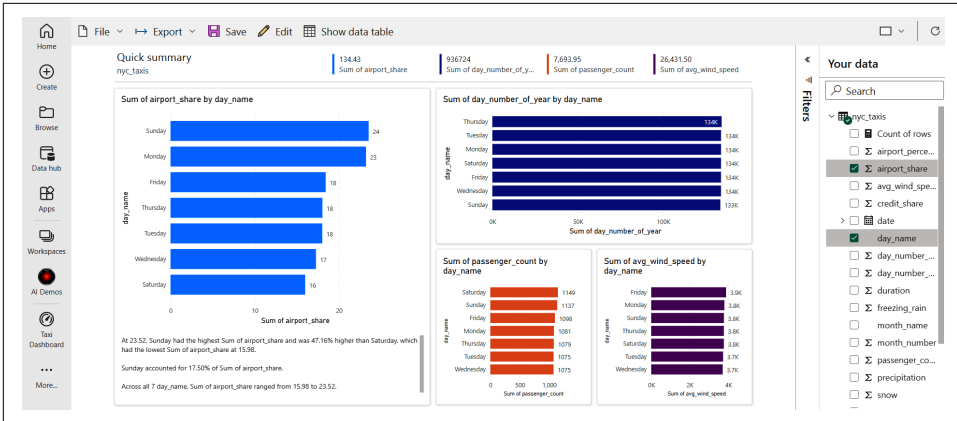 File
Export
Save
Edit
Show data table
Home
Create
Browse
Data hub
Apps
Workspaces
AI Demos
Taxi
Dashboard
More...
Quick summary
nyc_taxis
134.43
Sum of airport_share
936724
Sum of day_number_of_y...
7,693.95
Sum of passenger_count
26,431.50
Sum of avg_wind_speed
Sum of airport_share by day_name
day_name
Sunday 24
Monday 23
Friday 18
Thursday 18
Tuesday 18
Wednesday 17
Saturday 16
0 10 20
Sum of airport_share
At 23.52, Sunday had the highest Sum of airport_share and was 47.16% higher than Saturday, which
had the lowest Sum of airport_share at 15.98.
Sunday accounted for 17.50% of Sum of airport_share.
Across all 7 day_name, Sum of airport_share ranged from 15.98 to 23.52.
Sum of day_number_of_year by day_name
day_name
Thursday 134K
Tuesday 134K
Monday 134K
Saturday 134K
Friday 134K
Wednesday 134K
Sunday 133K
0K 50K 100K
Sum of day_number_of_year
Sum of passenger_count by
day_name
day_name
Saturday 1149
Sunday 1137
Friday 1098
Monday 1081
Thursday 1079
Tuesday 1075
Wednesday 1075
0 500 1,000
Sum of passenger_count
Sum of avg_wind_speed by
day_name
day_name
Friday 3.9K
Monday 3.8K
Sunday 3.8K
Thursday 3.8K
Saturday 3.8K
Tuesday 3.7K
Wednesday 3.7K
0K 2K 4K
Sum of avg_wind_speed
Filters
Your data
Search
nyc_taxis
Count of rows
airport_perce...
airport_share
avg_wind_spe...
credit_share
date
day_name
day_number_...
day_number_...
duration
freezing_rain
month_name
month_number
passenger_co...
precipitation
snow